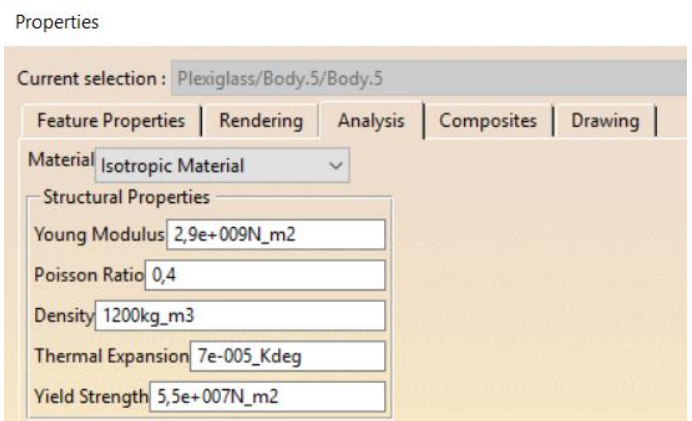 Properties
Current selection : Plexiglass/Body.5/Body.5
Feature Properties Rendering Analysis Composites Drawing
Material Isotropic Material
Structural Properties
Young Modulus 2,9e+009N_m2
Poisson Ratio 0,4
Density 1200kg_m3
Thermal Expansion 7e-005_Kdeg
Yield Strength 5,5e+007N_m2